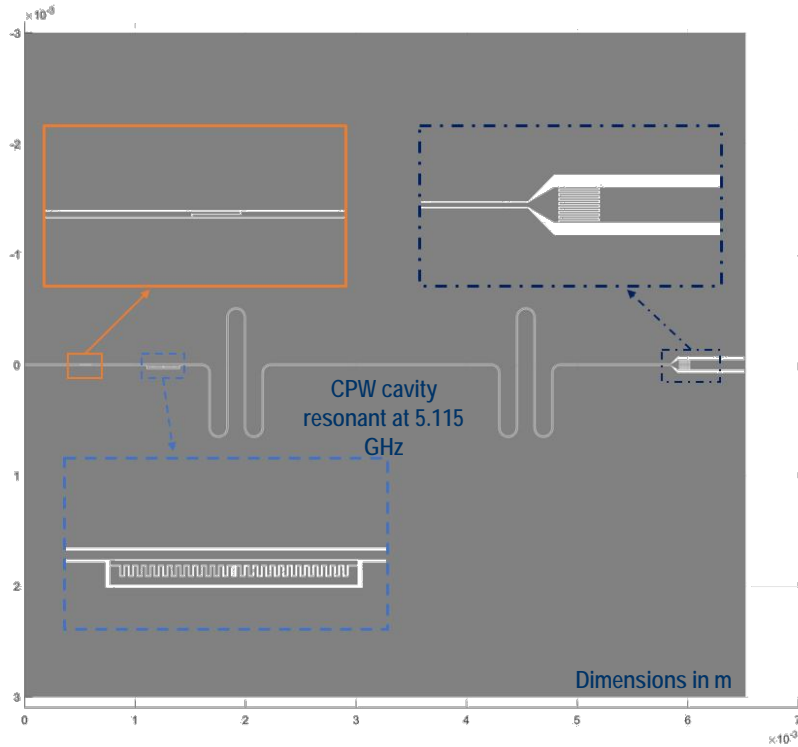 ×10⁻³
-3
-2
-1
0
1
2
3
CPW cavity
resonant at 5.115
GHz
Dimensions in m
0 1 2 3 4 5 6 7
×10⁻³